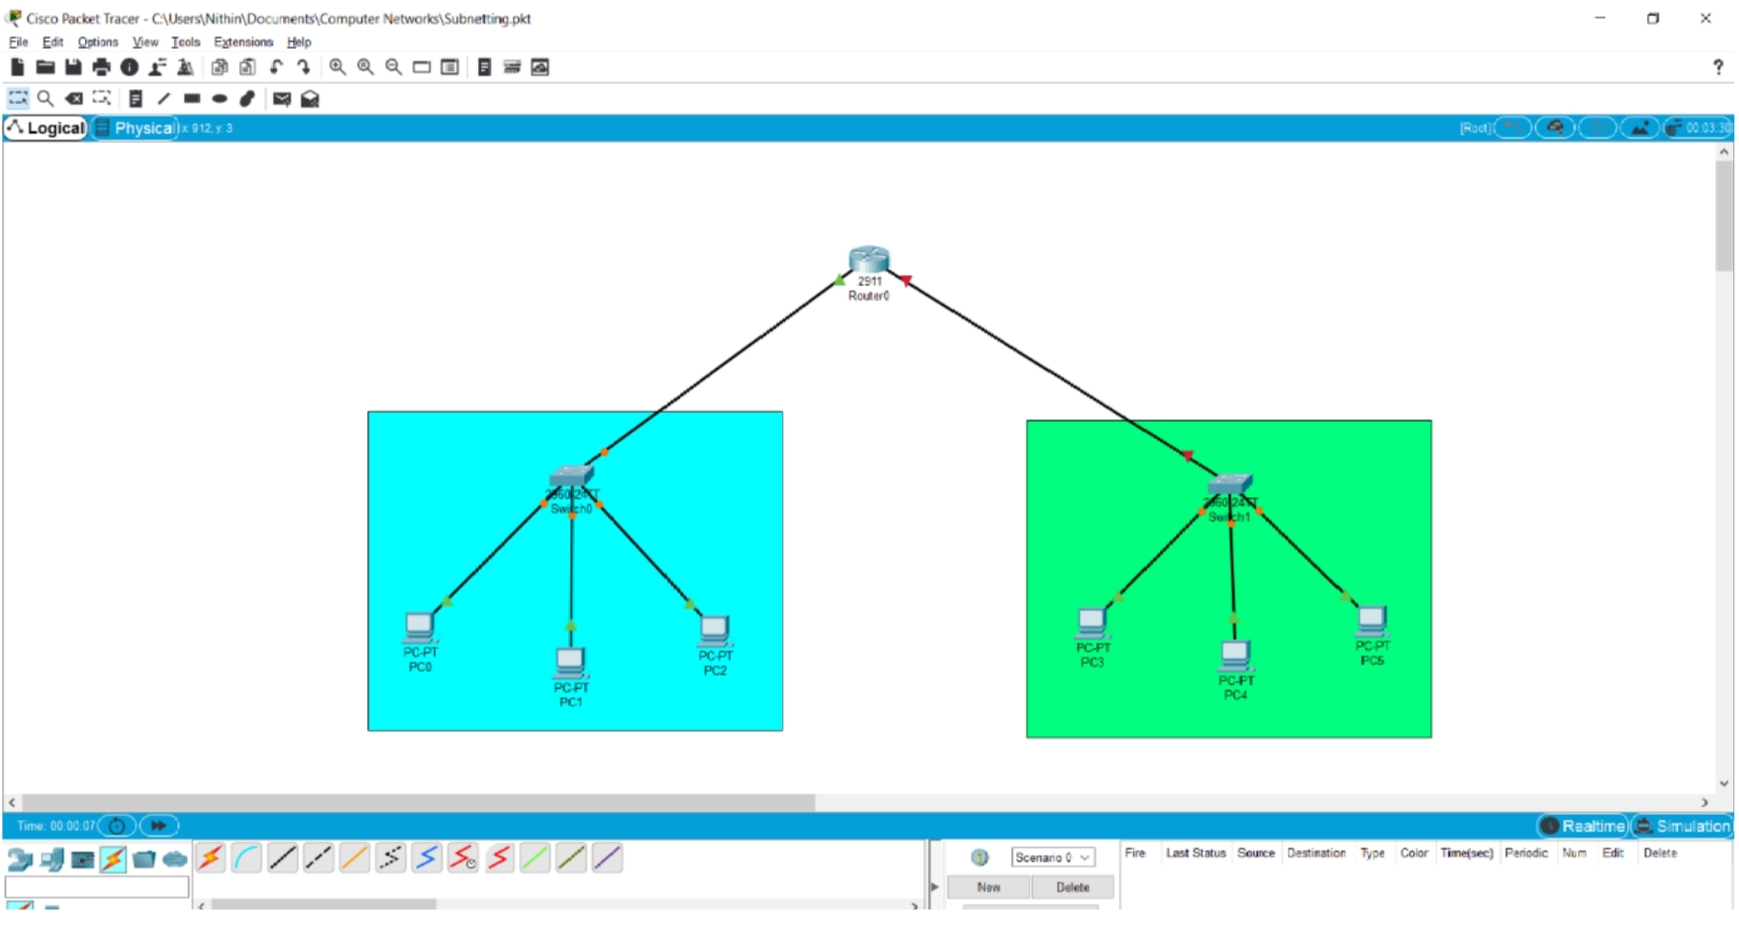 Cisco Packet Tracer - C:\Users\Nithin\Documents\Computer Networks\Subnetting.pkt
File Edit Options View Tools Extensions Help
?
Logical Physical x: 912, y: 3 [Root] 00:03:30
2911
Router0
2960-24TT
Switch0
2960-24TT
Switch1
PC-PT
PC0
PC-PT
PC1
PC-PT
PC2
PC-PT
PC3
PC-PT
PC4
PC-PT
PC5
Time: 00:00:07 Realtime Simulation
Scenario 0 Fire Last Status Source Destination Type Color Time(sec) Periodic Num Edit Delete
New Delete